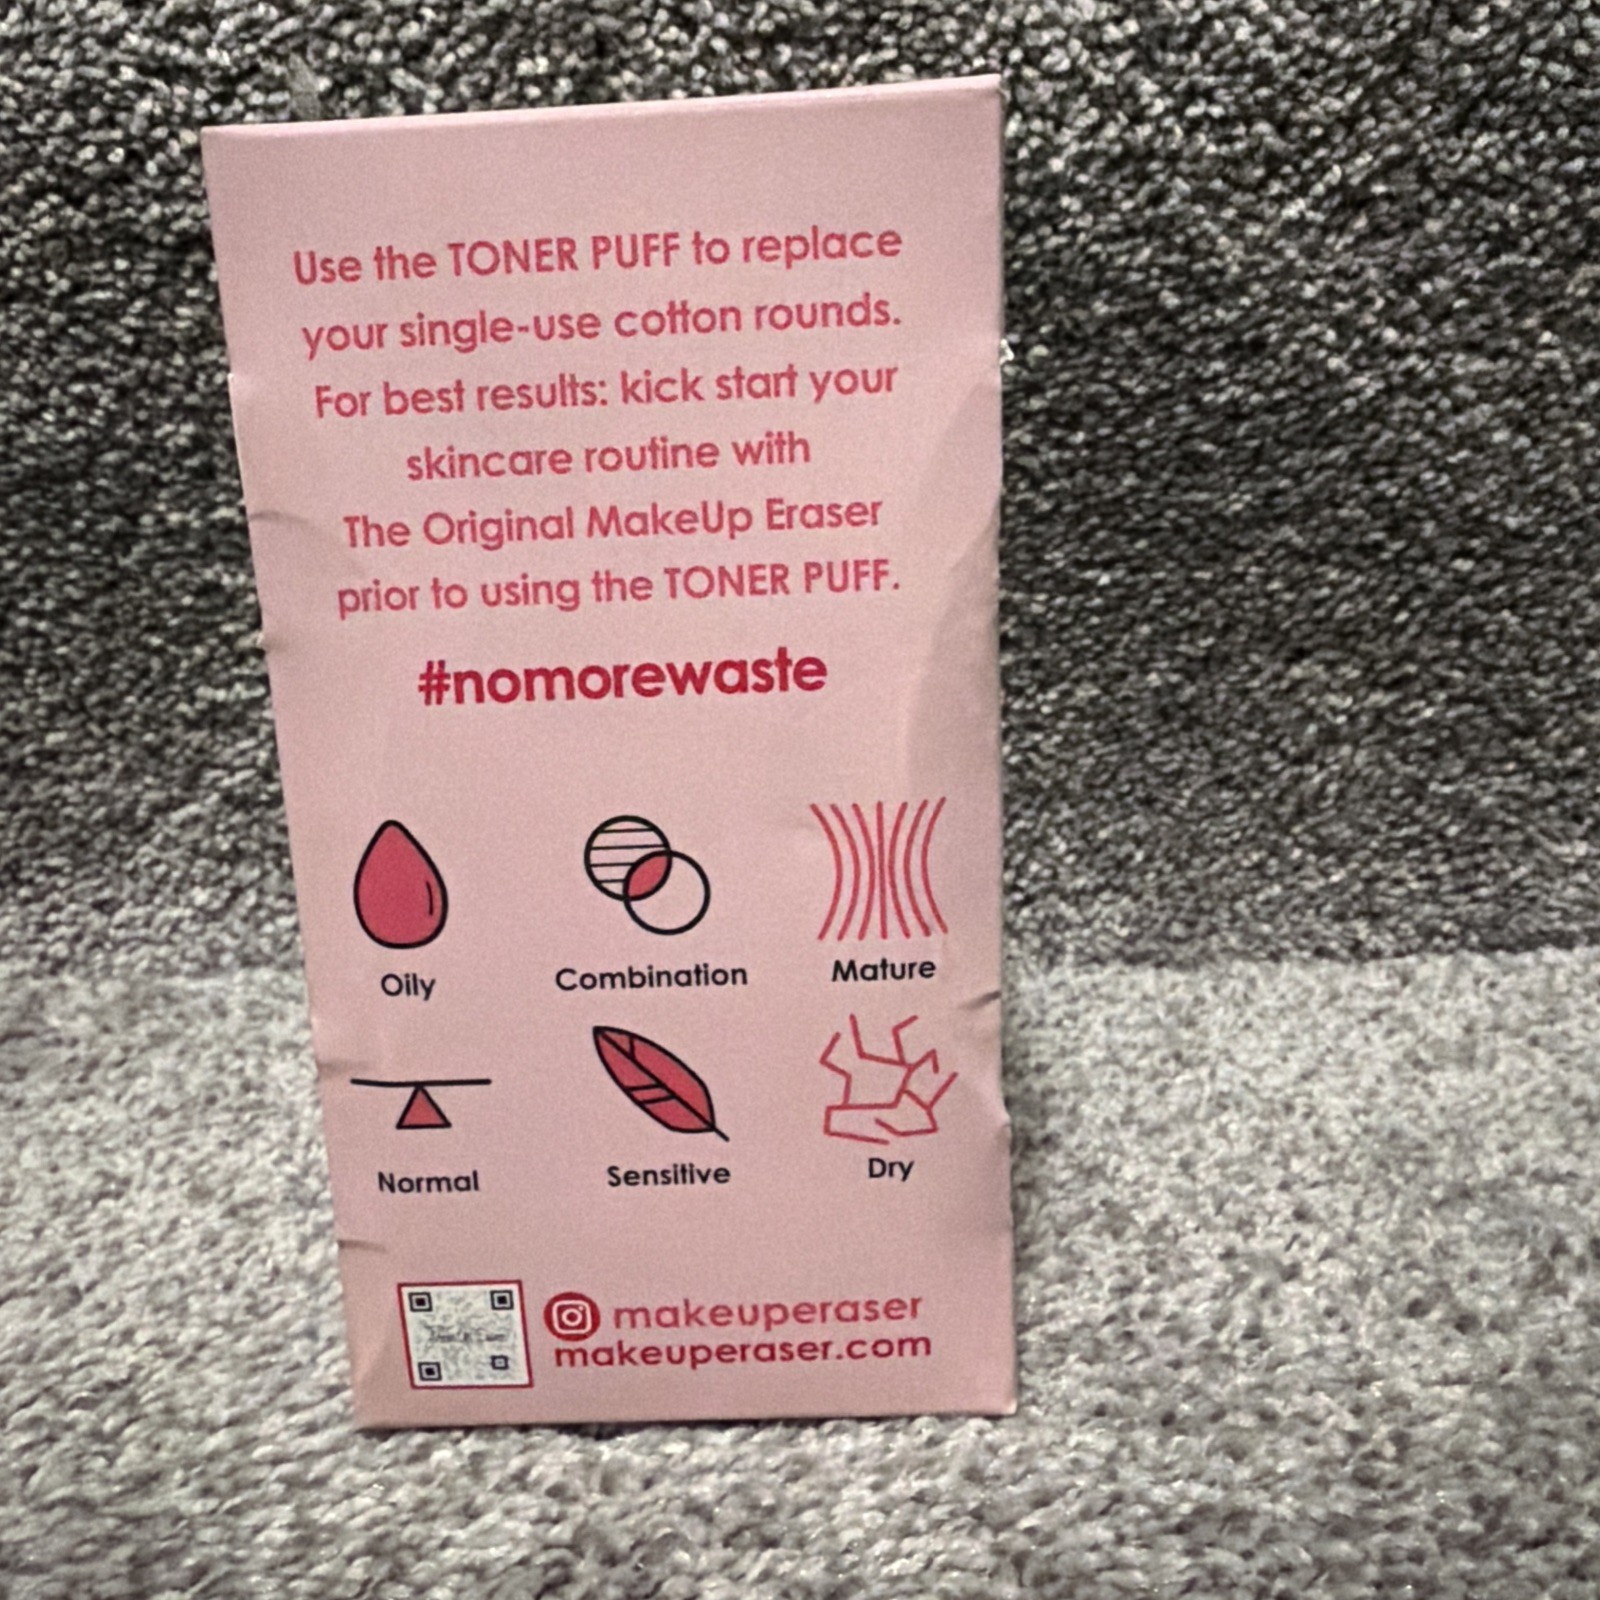 Use the TONER PUFF to replace
your single-use cotton rounds.
For best results: kick start your
skincare routine with
The Original MakeUp Eraser
prior to using the TONER PUFF.
#nomorewaste
Oily
Combination
Mature
Normal
Sensitive
Dry
makeuperaser
makeuperaser.com